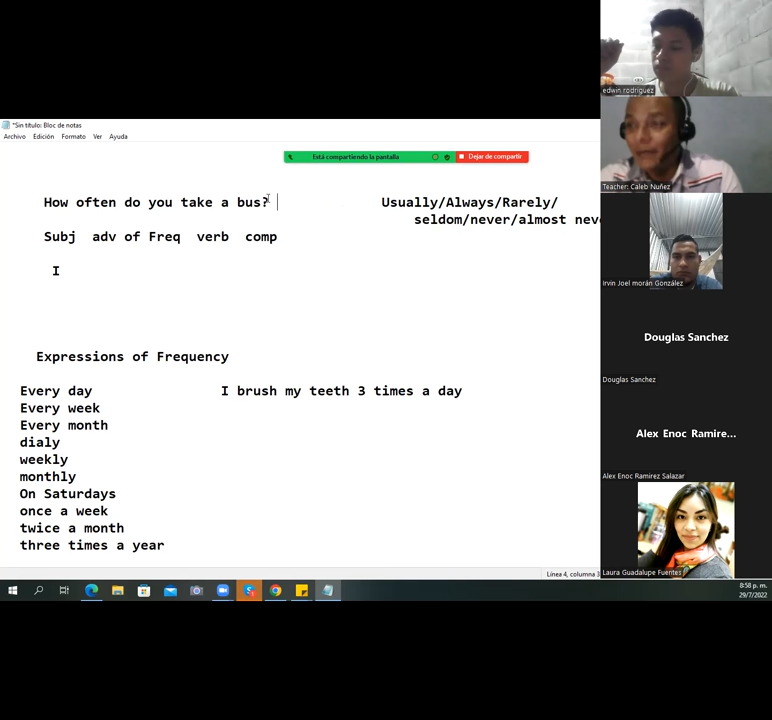 *Sin título: Bloc de notas
Archivo Edición Formato Ver Ayuda
Está compartiendo la pantalla Dejar de compartir
How often do you take a bus? Usually/Always/Rarely/
seldom/never/almost neve
Subj adv of Freq verb comp
I
Expressions of Frequency
Every day I brush my teeth 3 times a day
Every week
Every month
dialy
weekly
monthly
On Saturdays
once a week
twice a month
three times a year
Línea 4, columna 3
8:58 p. m.
29/7/2022
edwin rodriguez
Teacher: Caleb Nuñez
Irvin Joel morán González
Douglas Sanchez
Douglas Sanchez
Alex Enoc Ramire...
Alex Enoc Ramirez Salazar
Laura Guadalupe Fuentes